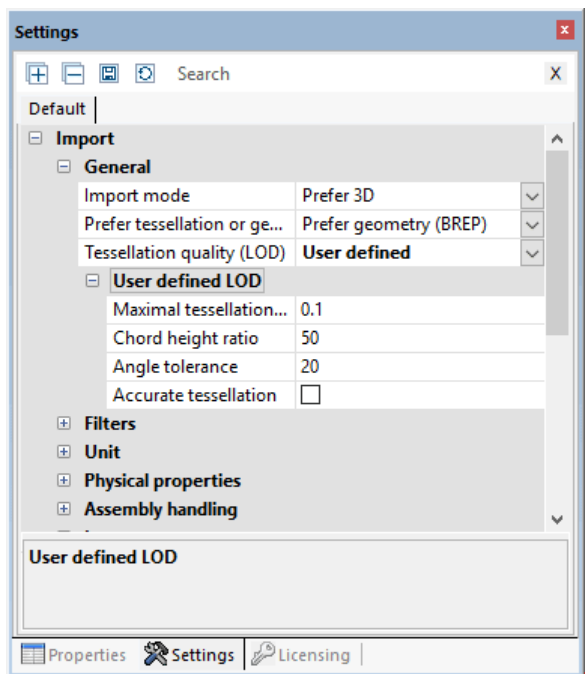 Settings
Search X
Default
Import
General
Import mode Prefer 3D
Prefer tessellation or ge... Prefer geometry (BREP)
Tessellation quality (LOD) User defined
User defined LOD
Maximal tessellation... 0.1
Chord height ratio 50
Angle tolerance 20
Accurate tessellation
Filters
Unit
Physical properties
Assembly handling
User defined LOD
Properties Settings Licensing